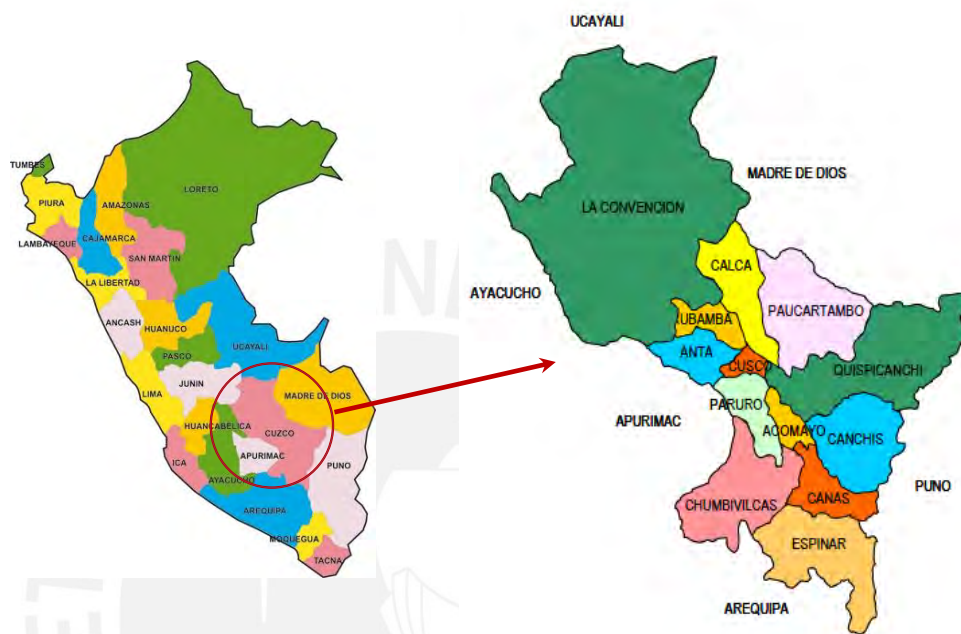 TUMBES
PIURA
LORETO
AMAZONAS
LAMBAYEQUE
CAJAMARCA
SAN MARTIN
LA LIBERTAD
ANCASH
HUANUCO
UCAYALI
PASCO
JUNIN
LIMA
MADRE DE DIOS
HUANCABELICA
CUZCO
ICA
APURIMAC
PUNO
AYACUCHO
AREQUIPA
MOQUEGUA
TACNA
UCAYALI
MADRE DE DIOS
LA CONVENCION
CALCA
AYACUCHO
PAUCARTAMBO
UBAMBA
ANTA
CUSCO
QUISPICANCHI
PARURO
APURIMAC
ACOMAYO
CANCHIS
PUNO
CHUMBIVILCAS
CANAS
ESPINAR
AREQUIPA